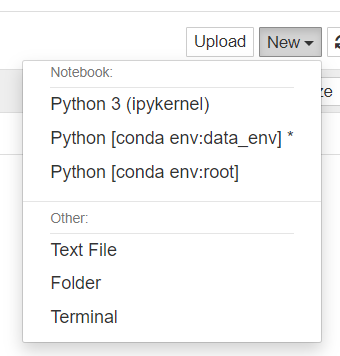 Upload New
Notebook:
ze
Python 3 (ipykernel)
Python [conda env:data_env] *
Python [conda env:root]
Other:
Text File
Folder
Terminal